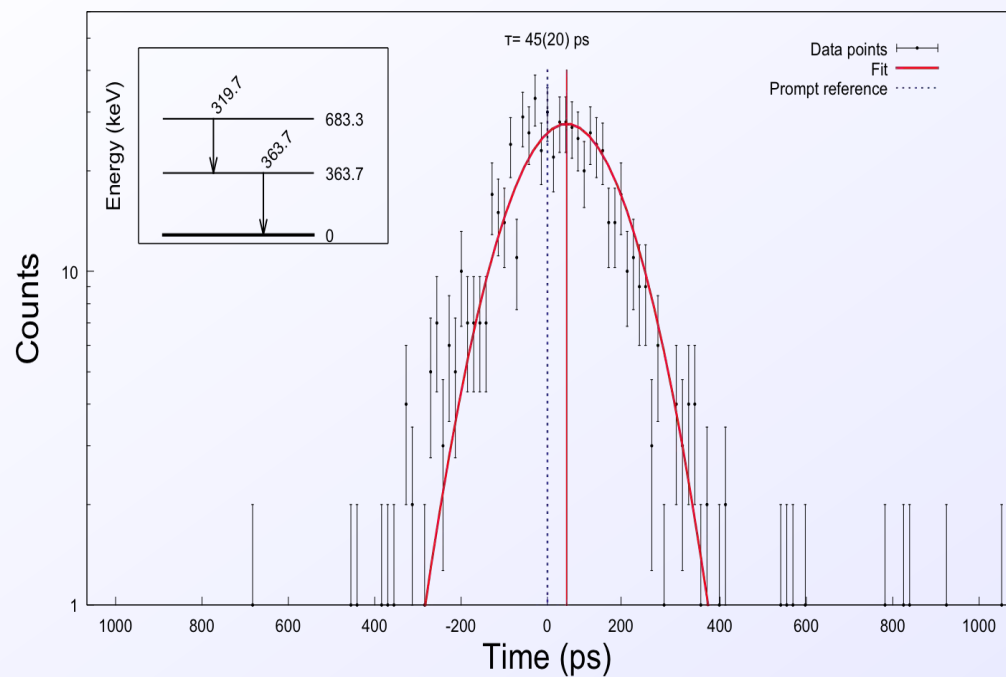 τ= 45(20) ps
Data points
Fit
Prompt reference
Energy (keV)
319.7
683.3
363.7
363.7
0
Counts
10
1
1000
800
600
400
-200
0
200
400
600
800
1000
Time (ps)